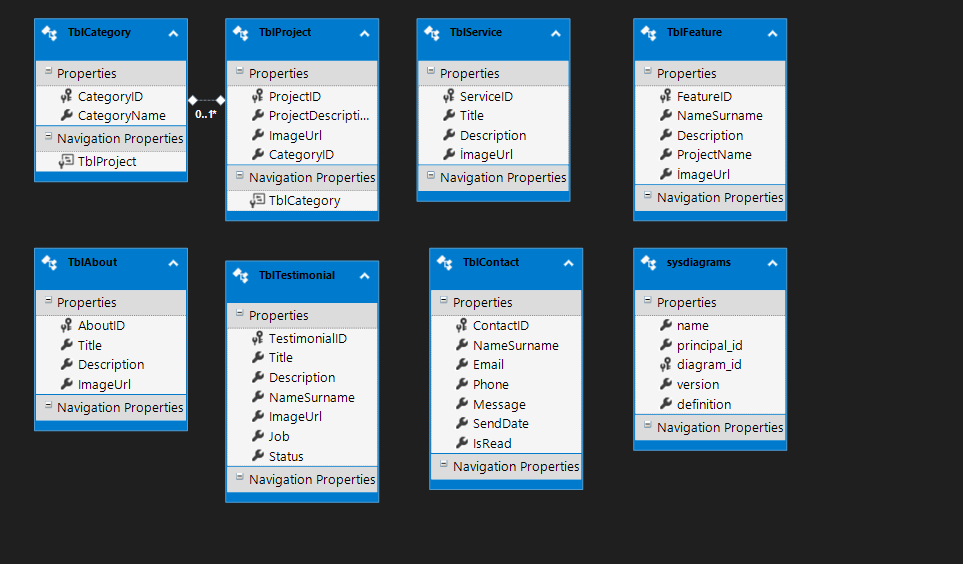 TblCategory
Properties
CategoryID
CategoryName
Navigation Properties
TblProject
0..1*
TblProject
Properties
ProjectID
ProjectDescripti...
ImageUrl
CategoryID
Navigation Properties
TblCategory
TblService
Properties
ServiceID
Title
Description
İmageUrl
Navigation Properties
TblFeature
Properties
FeatureID
NameSurname
Description
ProjectName
İmageUrl
Navigation Properties
TblAbout
Properties
AboutID
Title
Description
ImageUrl
Navigation Properties
TblTestimonial
Properties
TestimonialID
Title
Description
NameSurname
ImageUrl
Job
Status
Navigation Properties
TblContact
Properties
ContactID
NameSurname
Email
Phone
Message
SendDate
IsRead
Navigation Properties
sysdiagrams
Properties
name
principal_id
diagram_id
version
definition
Navigation Properties